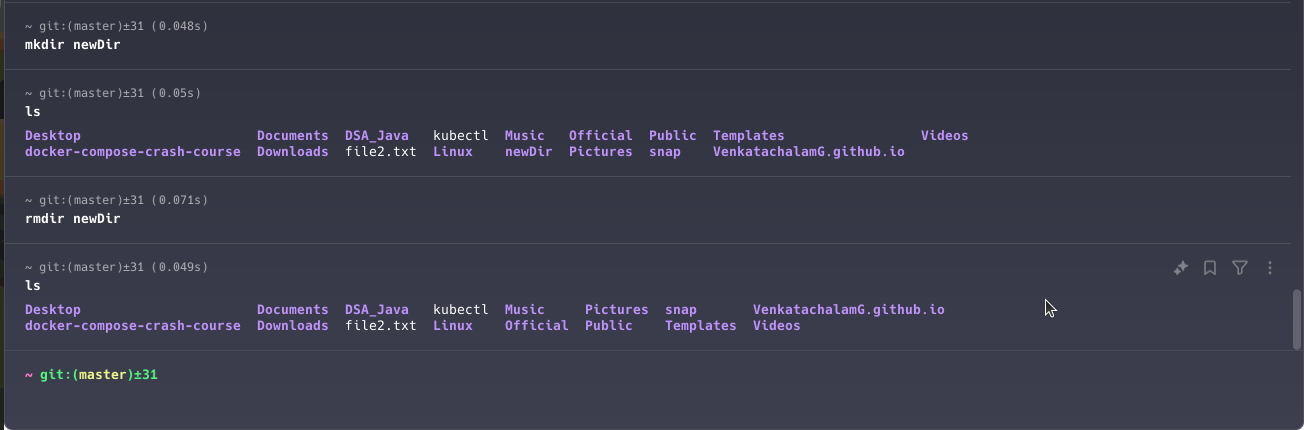 ~ git:(master)±31 (0.048s)
mkdir newDir
~ git:(master)±31 (0.05s)
ls
Desktop Documents DSA_Java kubectl Music Official Public Templates Videos
docker-compose-crash-course Downloads file2.txt Linux newDir Pictures snap VenkatachalamG.github.io
~ git:(master)±31 (0.071s)
rmdir newDir
~ git:(master)±31 (0.049s)
ls
Desktop Documents DSA_Java kubectl Music Pictures snap VenkatachalamG.github.io
docker-compose-crash-course Downloads file2.txt Linux Official Public Templates Videos
~ git:(master)±31